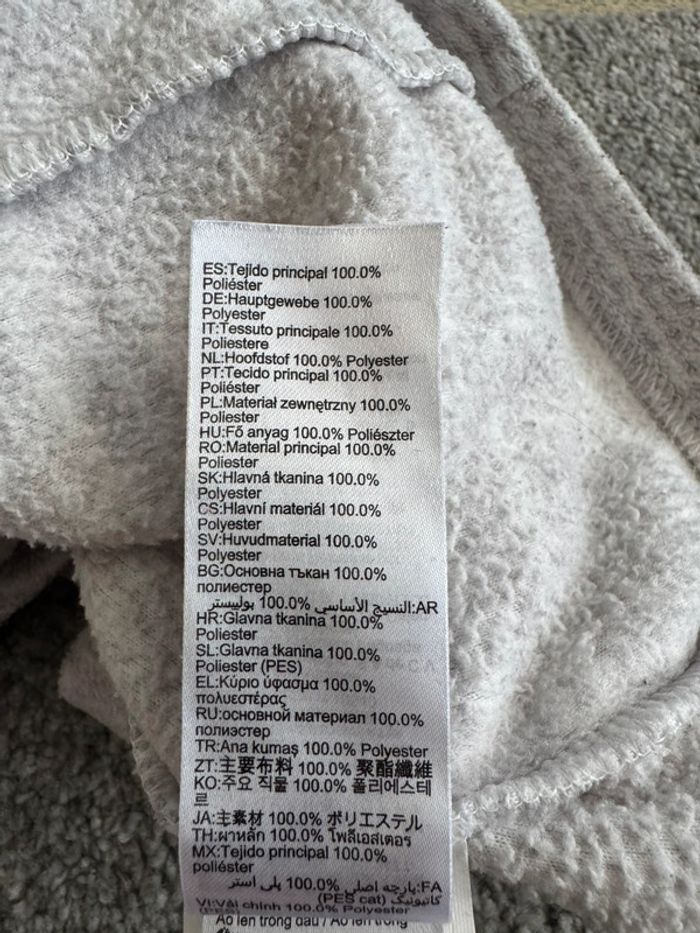 ES:Tejido principal 100.0%
Poliéster
DE:Hauptgewebe 100.0%
Polyester
IT:Tessuto principale 100.0%
Poliestere
NL:Hoofdstof 100.0% Polyester
PT:Tecido principal 100.0%
Poliéster
PL:Materiał zewnętrzny 100.0%
Poliester
HU:Fő anyag 100.0% Poliészter
RO:Material principal 100.0%
Poliester
SK:Hlavná tkanina 100.0%
Polyester
CS:Hlavní materiál 100.0%
Polyester
SV:Huvudmaterial 100.0%
Polyester
BG:Основна тъкан 100.0%
полиестер
AR:النسيج الأساسي 100.0% بوليستر
HR:Glavna tkanina 100.0%
Poliester
SL:Glavna tkanina 100.0%
Poliester (PES)
EL:Κύριο ύφασμα 100.0%
πολυεστέρας
RU:основной материал 100.0%
полиэстер
TR:Ana kumaş 100.0% Polyester
ZT:主要布料 100.0% 聚酯纖維
KO:주요 직물 100.0% 폴리에스테
르
JA:主素材 100.0% ポリエステル
TH:ผาหลัก 100.0% โพลีเอสเตอร
MX:Tejido principal 100.0%
poliéster
FA:پارچه اصلی 100.0% پلی استر
کاتیونیک (PES cat)
VI:Vải chính 100.0% Polyester
(PES)